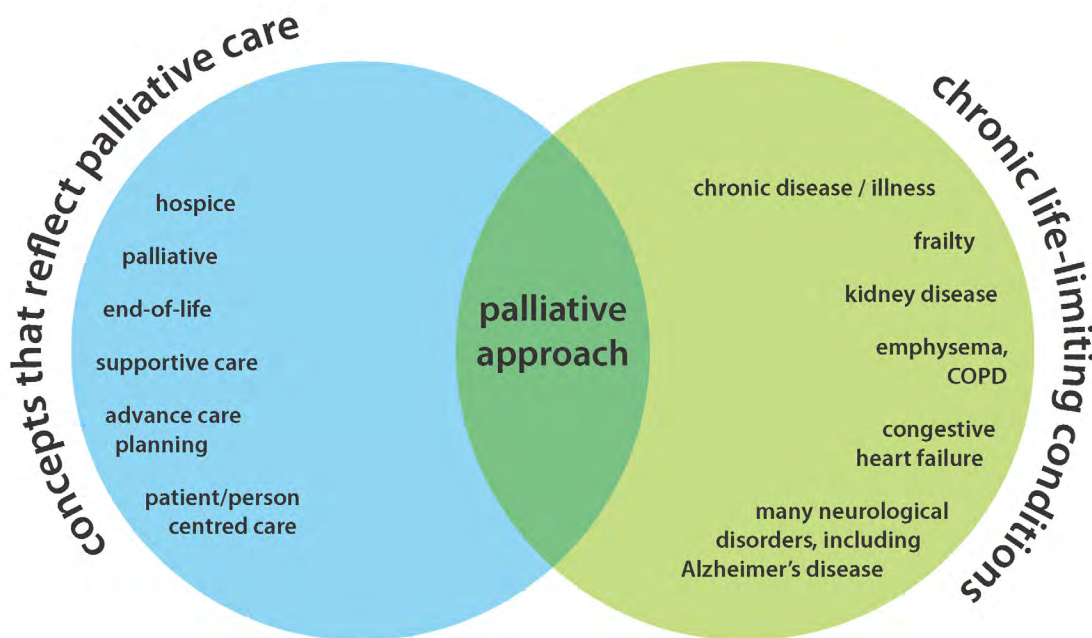 concepts that reflect palliative care
hospice
palliative
end-of-life
supportive care
advance care
planning
patient/person
centred care
palliative
approach
chronic life-limiting conditions
chronic disease / illness
frailty
kidney disease
emphysema,
COPD
congestive
heart failure
many neurological
disorders, including
Alzheimer’s disease